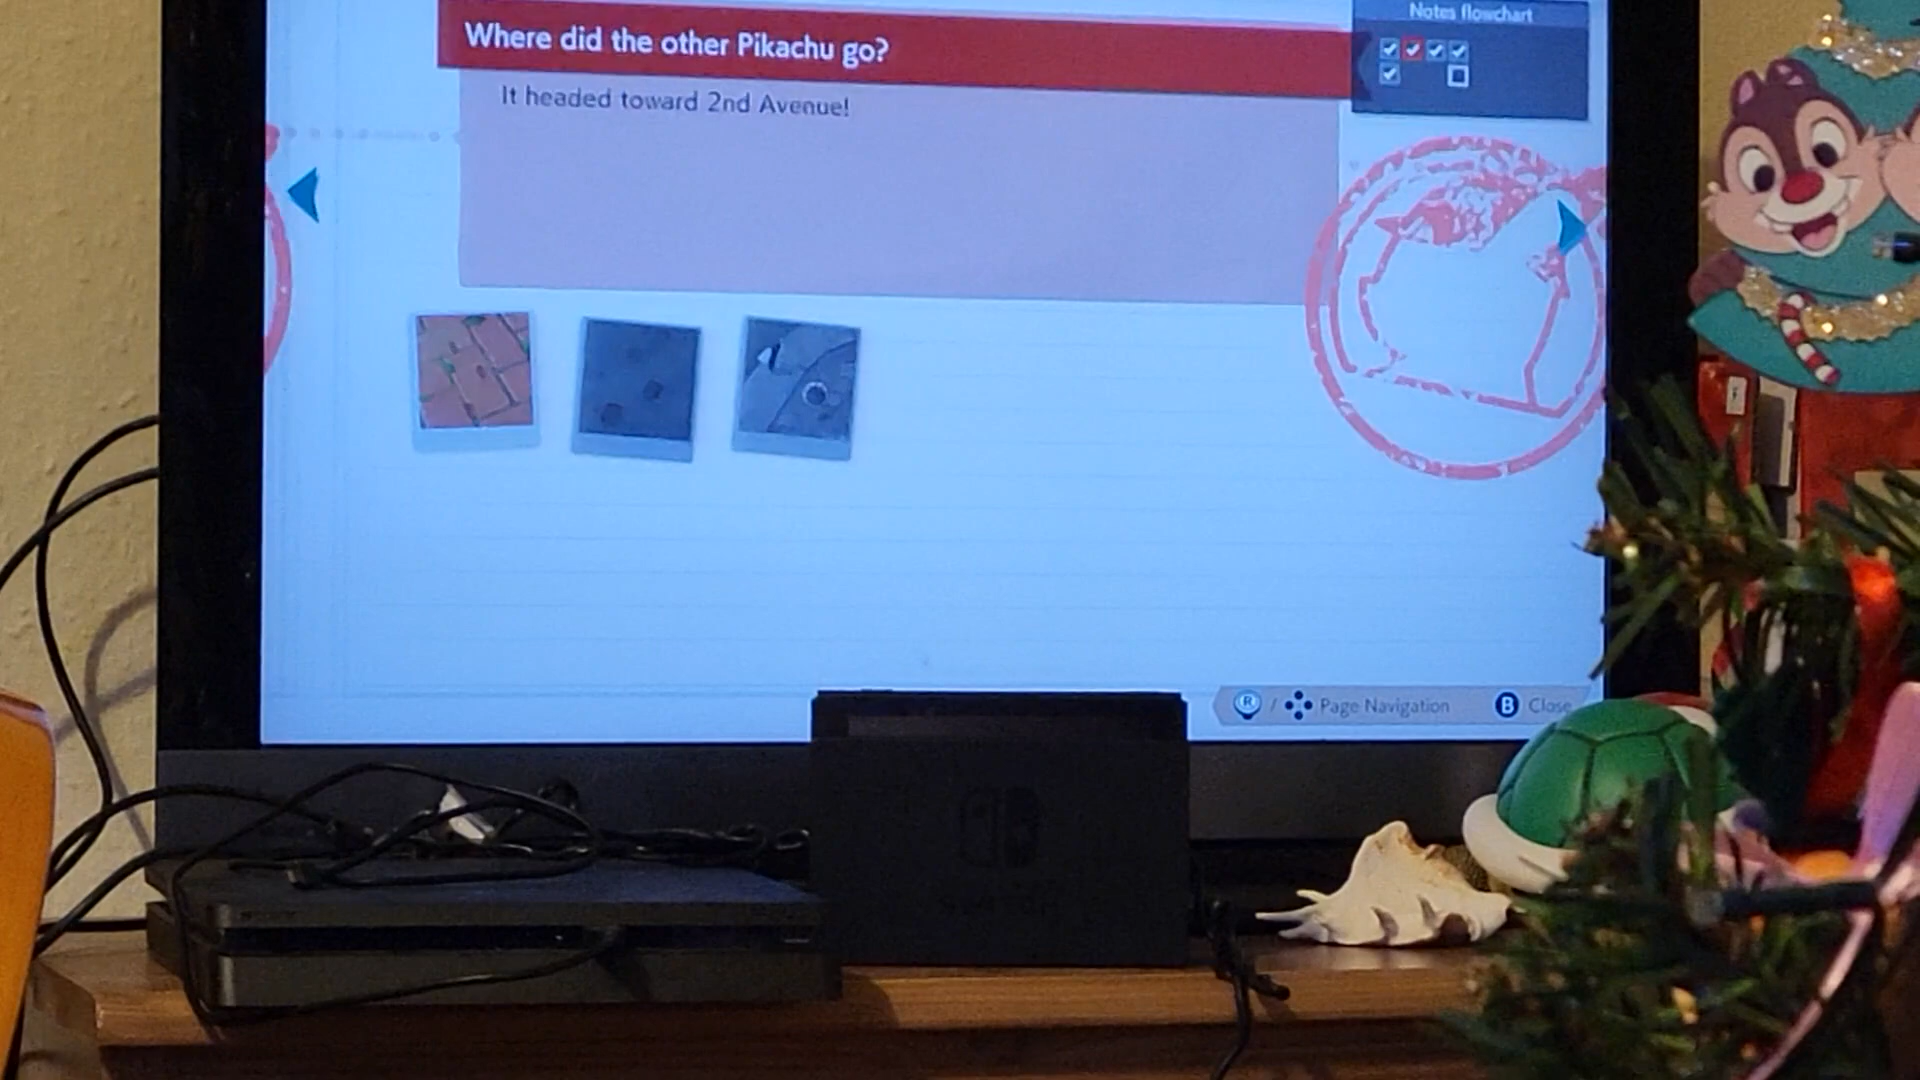 Notes flowchart
Where did the other Pikachu go?
It headed toward 2nd Avenue!
R / Page Navigation B Close